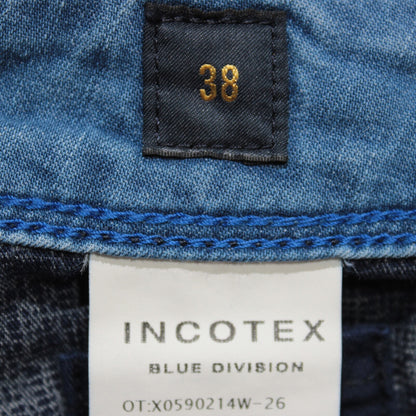 38
INCOTEX
BLUE DIVISION
OT:X0590214W-26